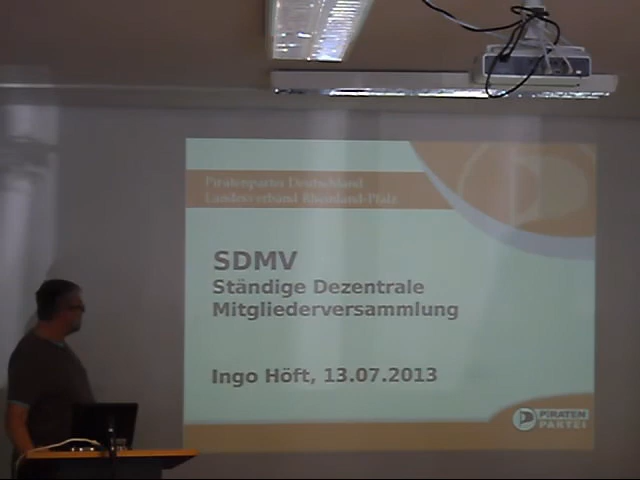 Piratenpartei Deutschland
Landesverband Rheinland-Pfalz
SDMV
Ständige Dezentrale
Mitgliederversammlung
Ingo Höft, 13.07.2013
PIRATEN
PARTEI